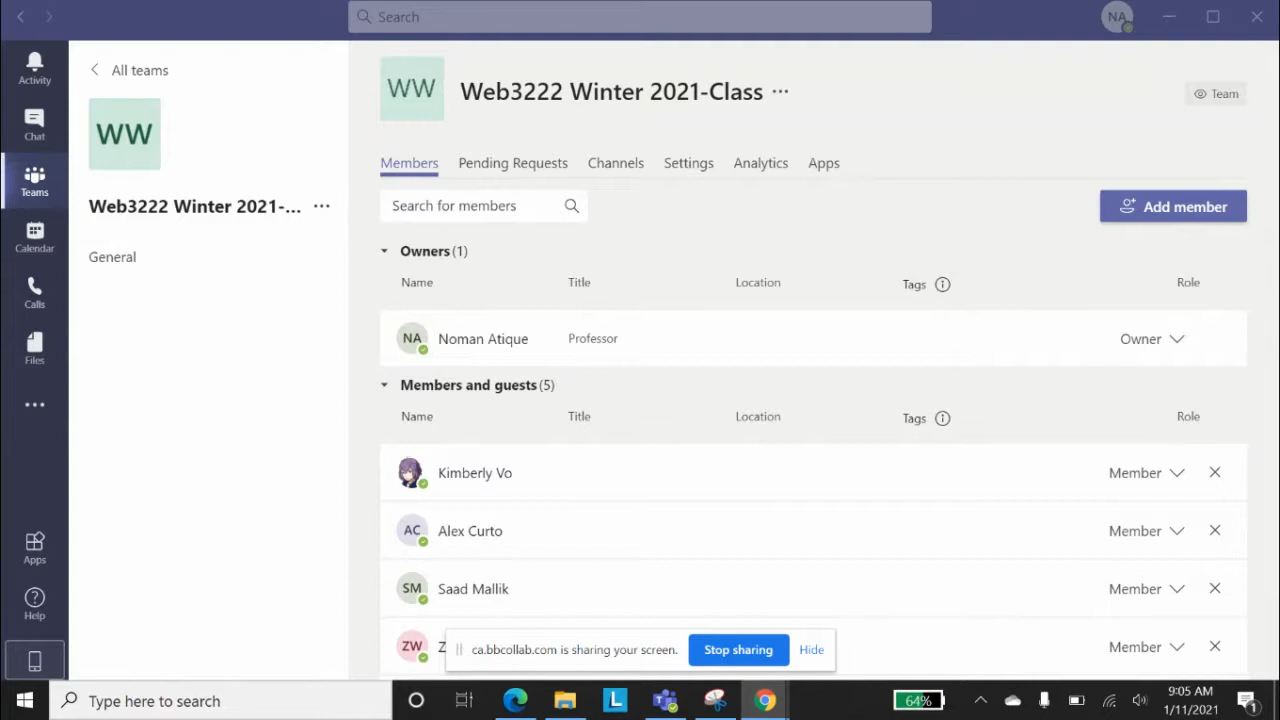 Search
NA
Activity
Chat
Teams
Calendar
Calls
Files
Apps
Help
All teams
WW
Web3222 Winter 2021-... ...
General
WW
Web3222 Winter 2021-Class ...
Team
Members Pending Requests Channels Settings Analytics Apps
Search for members
Add member
Owners (1)
Name Title Location Tags Role
NA Noman Atique Professor Owner
Members and guests (5)
Name Title Location Tags Role
Kimberly Vo Member
AC Alex Curto Member
SM Saad Mallik Member
ZW Z Member
ca.bbcollab.com is sharing your screen. Stop sharing Hide
Type here to search
L
64%
9:05 AM
1/11/2021
1